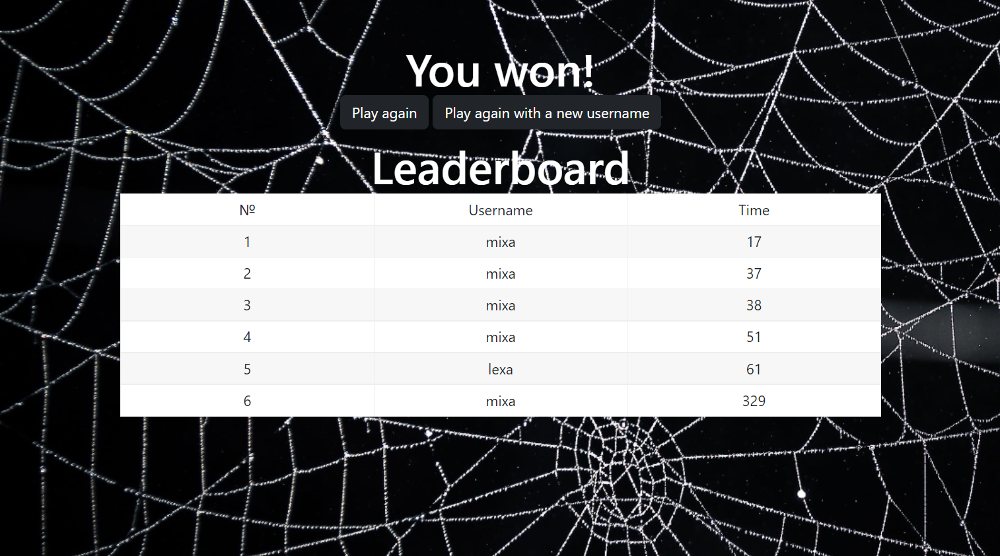 You won!
Play again Play again with a new username
Leaderboard
№ Username Time
1 mixa 17
2 mixa 37
3 mixa 38
4 mixa 51
5 lexa 61
6 mixa 329